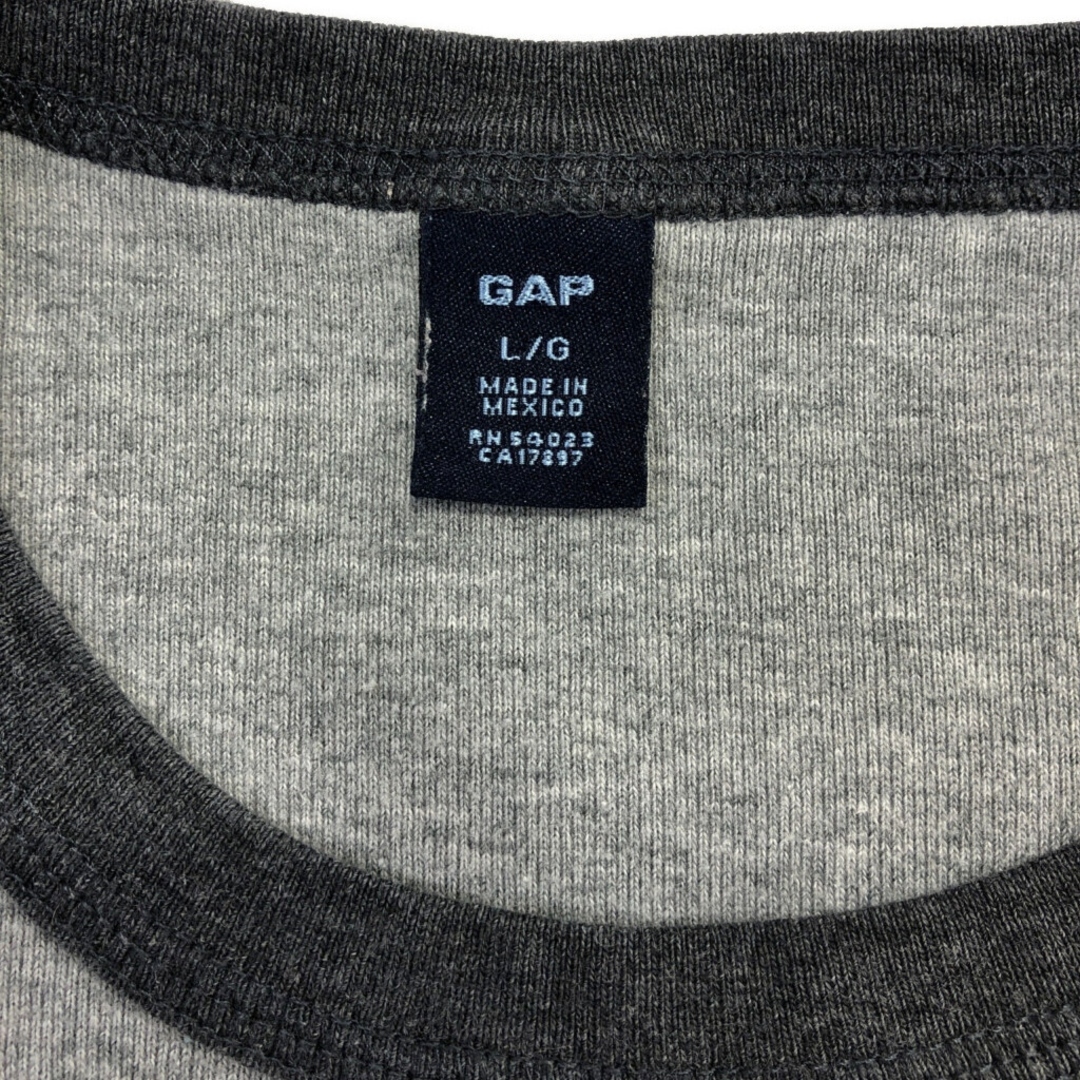 GAP
L/G
MADE IN
MEXICO
RN 54023
CA17897